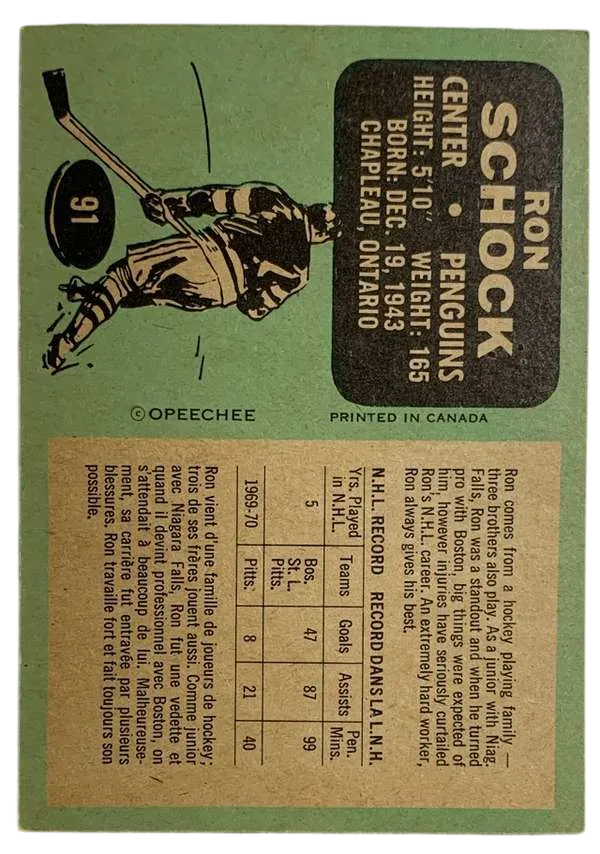 RON
SCHOCK
CENTER • PENGUINS
HEIGHT: 5'10" WEIGHT: 165
BORN: DEC. 19, 1943
CHAPLEAU, ONTARIO
91
© OPEECHEE
PRINTED IN CANADA
Ron comes from a hockey playing family —
three brothers also play. As a junior with Niag.
Falls, Ron was a standout and when he turned
pro with Boston, big things were expected of
him; however injuries have seriously curtailed
Ron's N.H.L. career. An extremely hard worker,
Ron always gives his best.
N.H.L. RECORD RECORD DANS LA L.N.H.
Yrs. Played Teams Goals Assists Pen.
in N.H.L. Mins.
5 Bos. 47 87 99
St. L.
Pitts.
1969-70 Pitts. 8 21 40
Ron vient d'une famille de joueurs de hockey;
trois de ses frères jouent aussi. Comme junior
avec Niagara Falls, Ron fut une vedette et
quand il devint professionnel avec Boston, on
s'attendait à beaucoup de lui. Malheureuse-
ment, sa carrière fut entravée par plusieurs
blessures. Ron travaille fort et fait toujours son
possible.